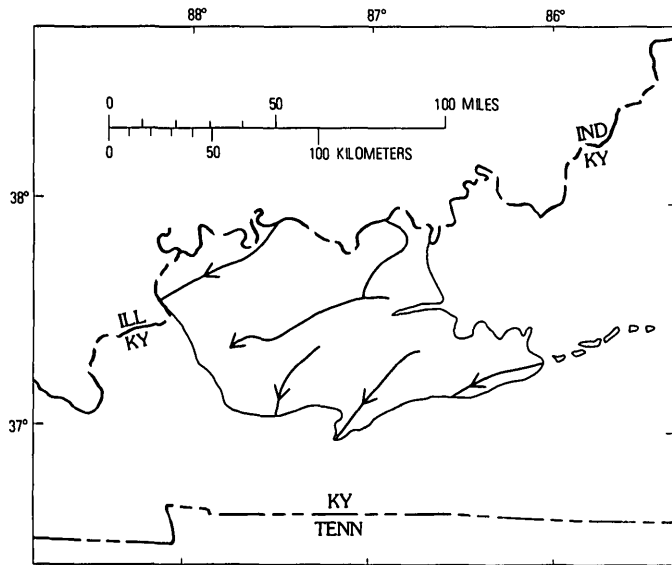 88° 87° 86°
0 50 100 MILES
0 50 100 KILOMETERS
IND
KY
38°
ILL
KY
37°
KY
TENN